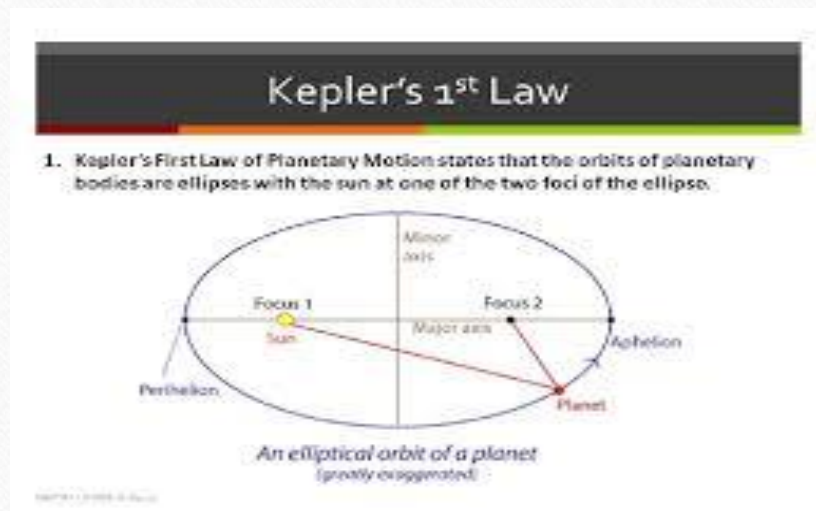 Kepler's 1st Law
1. Kepler's First Law of Planetary Motion states that the orbits of planetary
bodies are ellipses with the sun at one of the two foci of the ellipse.
Minor
axis
Focus 1
Focus 2
Sun
Major axis
Aphelion
Perihelion
Planet
An elliptical orbit of a planet
(greatly exaggerated)